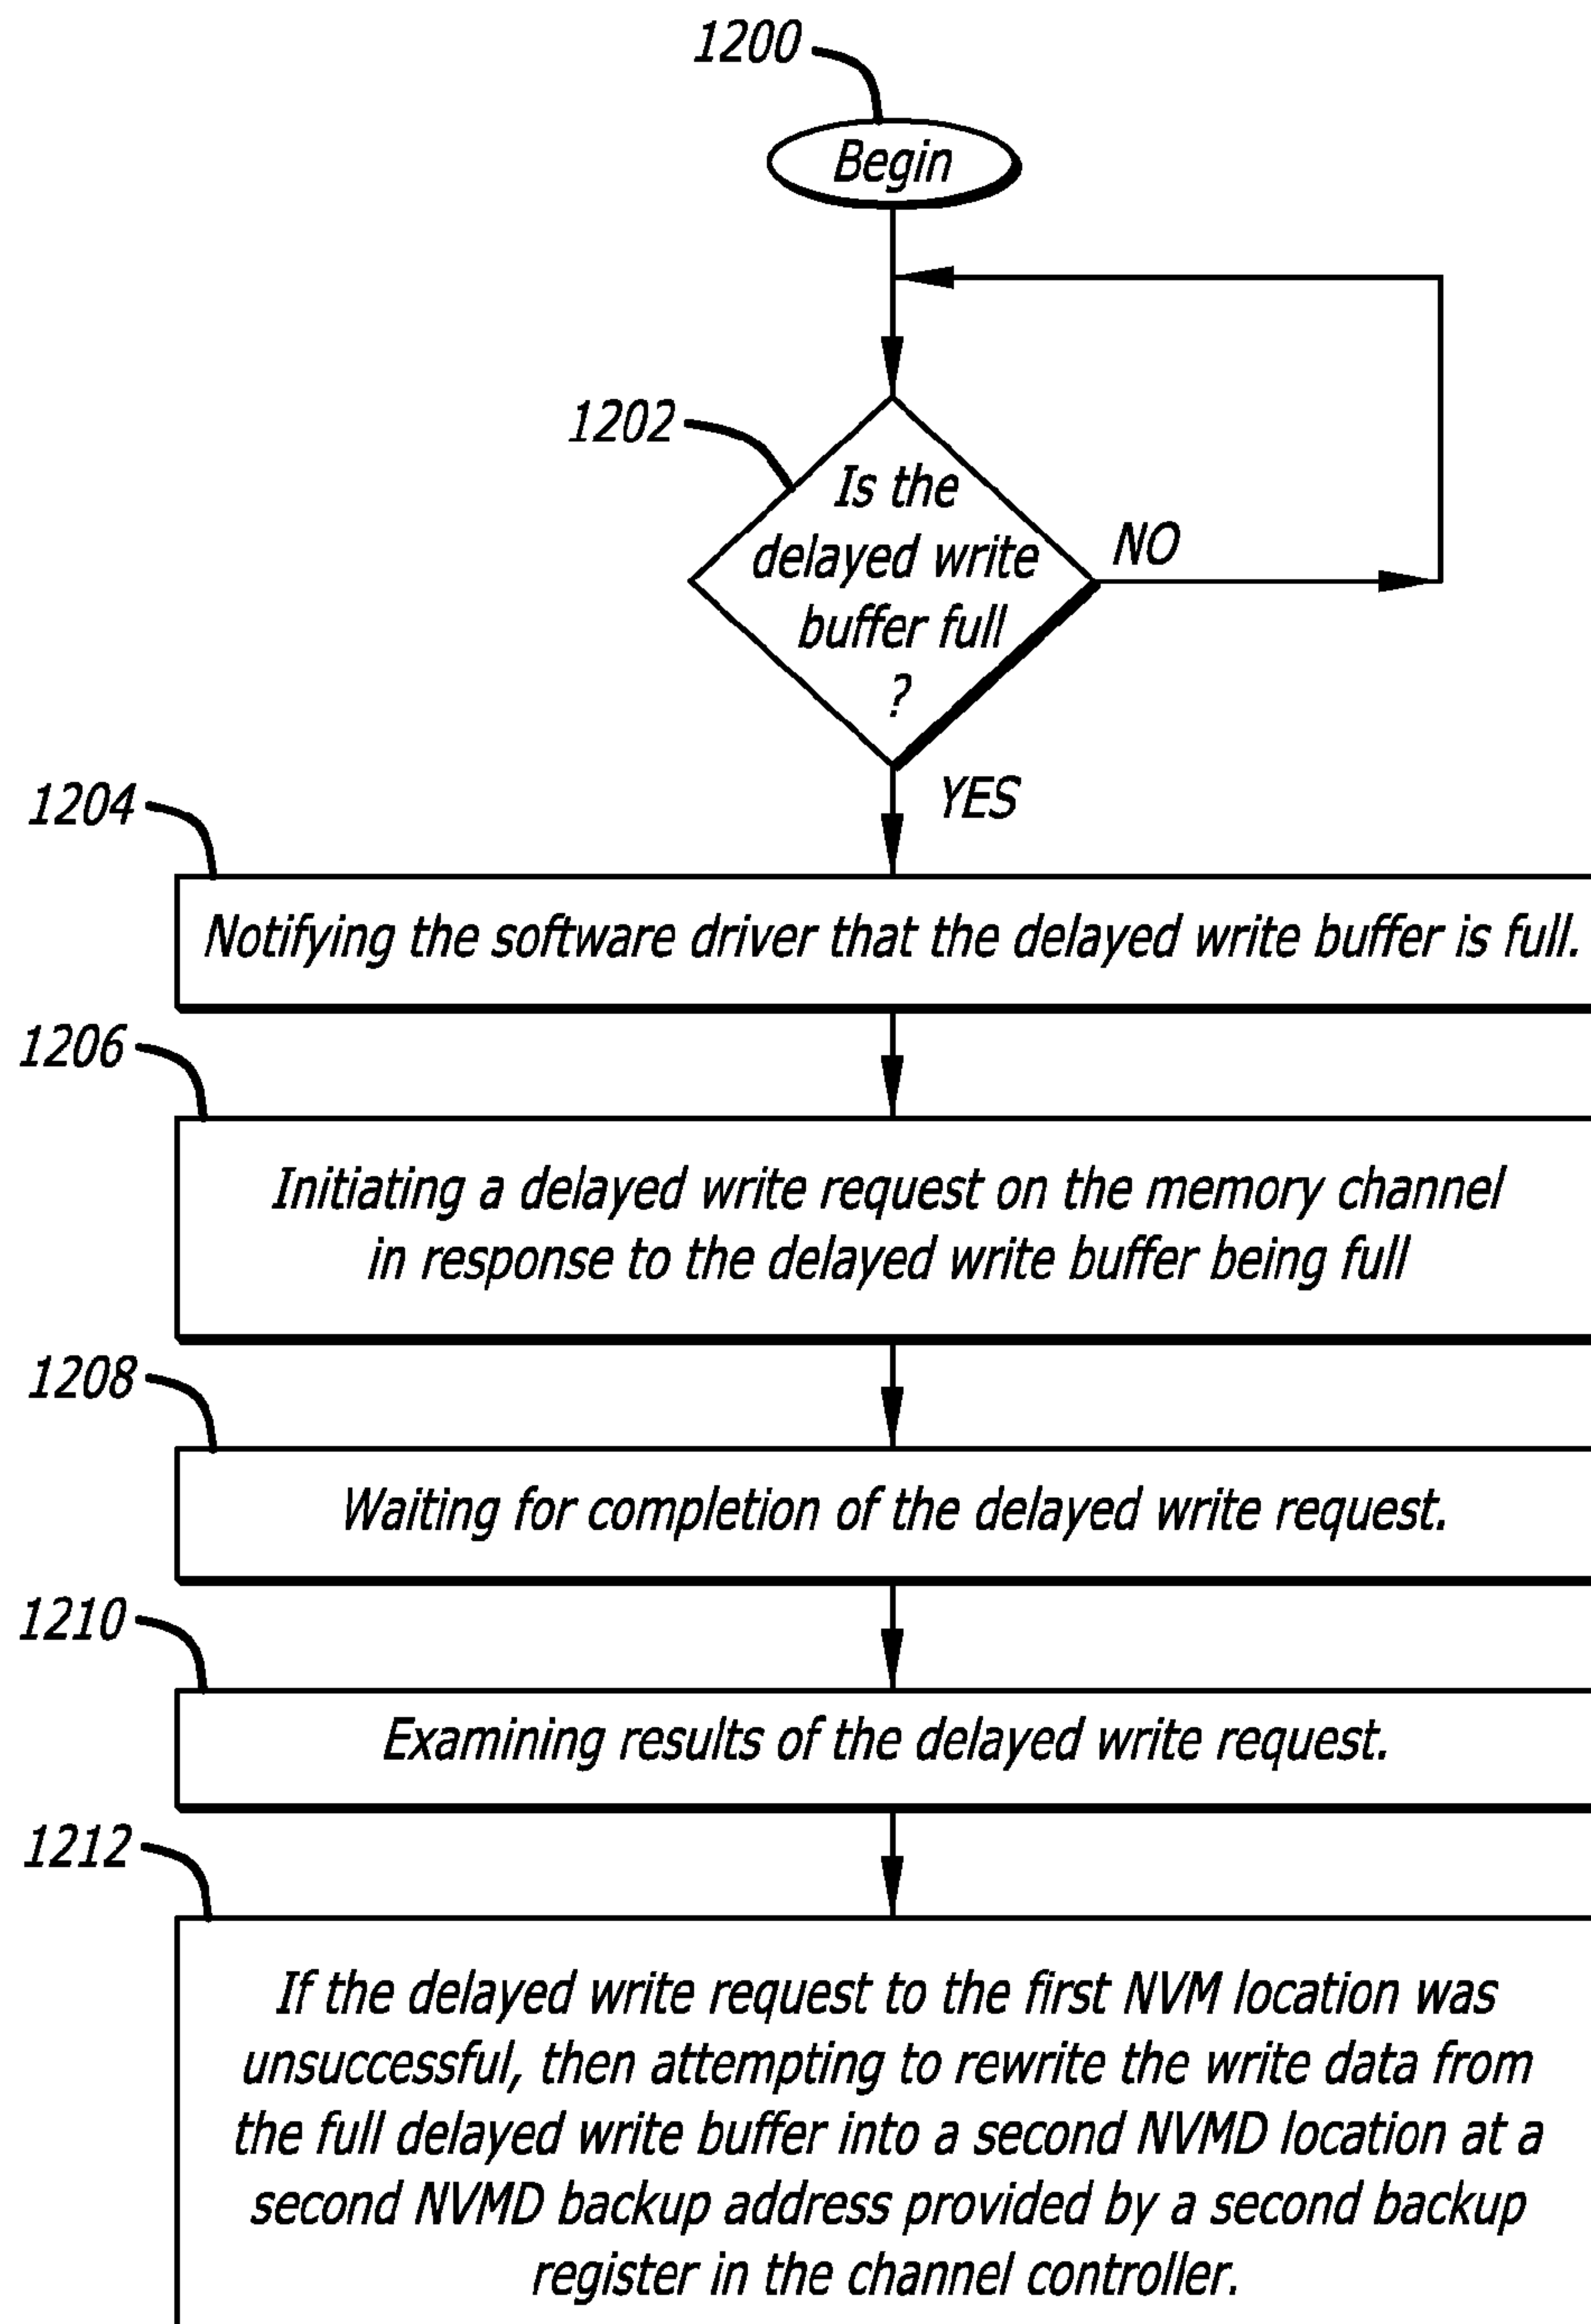 1200
Begin
1202
Is the
delayed write
buffer full
?
NO
YES
1204
Notifying the software driver that the delayed write buffer is full.
1206
Initiating a delayed write request on the memory channel
in response to the delayed write buffer being full
1208
Waiting for completion of the delayed write request.
1210
Examining results of the delayed write request.
1212
If the delayed write request to the first NVM location was
unsuccessful, then attempting to rewrite the write data from
the full delayed write buffer into a second NVMD location at a
second NVMD backup address provided by a second backup
register in the channel controller.